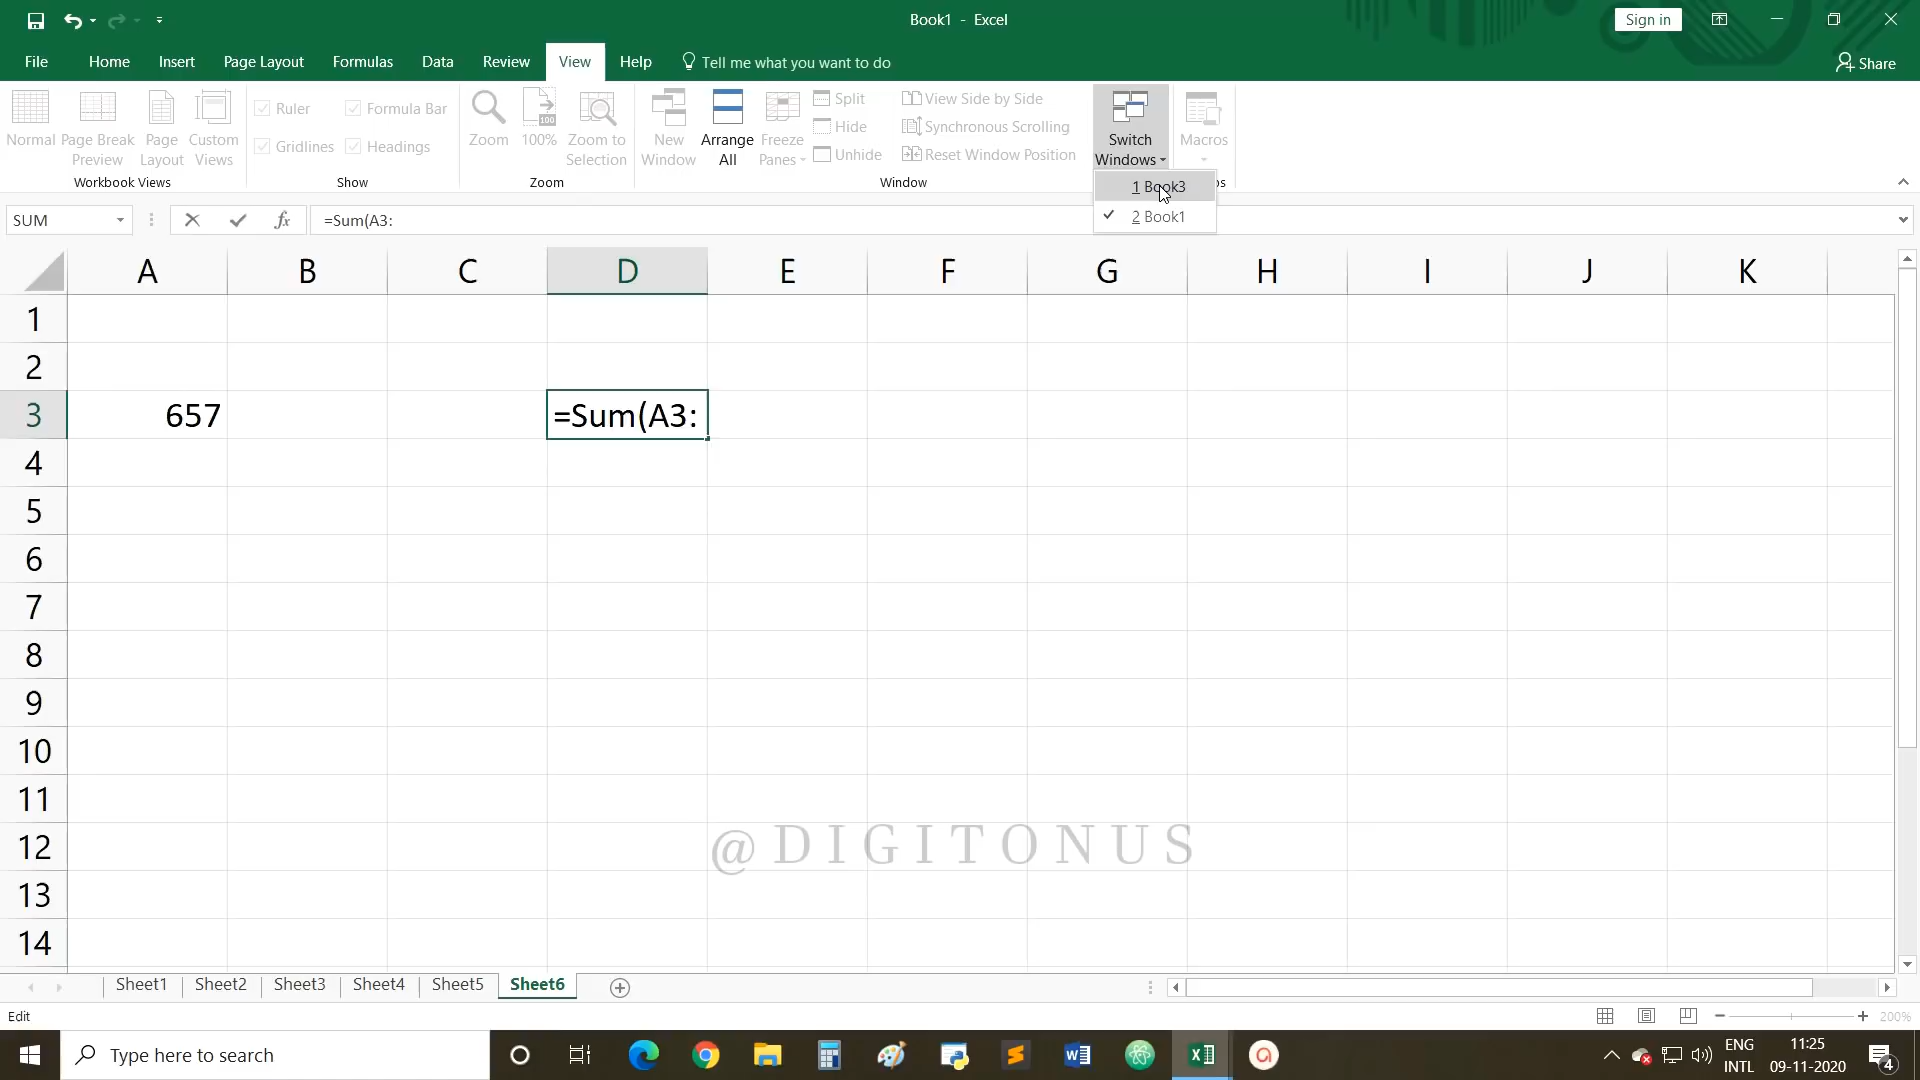 Book1 - Excel
Sign in
File Home Insert Page Layout Formulas Data Review View Help Tell me what you want to do
Share
Normal
Page Break Preview
Page Layout
Custom Views
Workbook Views
Ruler
Formula Bar
Gridlines
Headings
Show
Zoom
100
100%
Zoom to Selection
Zoom
New Window
Arrange All
Freeze Panes
Split
Hide
Unhide
View Side by Side
Synchronous Scrolling
Reset Window Position
Window
Switch Windows
Macros
1 Book3
2 Book1
SUM
fx
=Sum(A3:
A B C D E F G H I J K
1
2
3 657 =Sum(A3:
4
5
6
7
8
9
10
11
12
13
14
@DIGITONUS
Sheet1 Sheet2 Sheet3 Sheet4 Sheet5 Sheet6
Edit
200%
Type here to search
ENG
INTL
11:25
09-11-2020
4